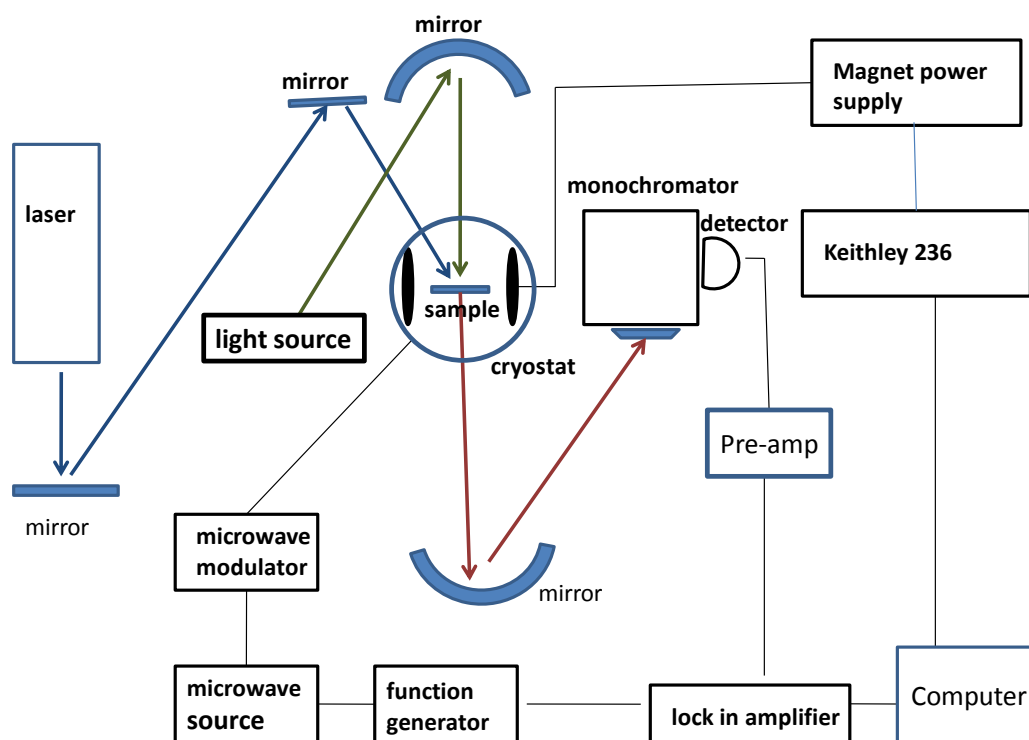 mirror
mirror
Magnet power
supply
laser
monochromator
detector
Keithley 236
sample
light source
cryostat
Pre-amp
mirror
microwave
modulator
mirror
microwave
source
function
generator
lock in amplifier
Computer